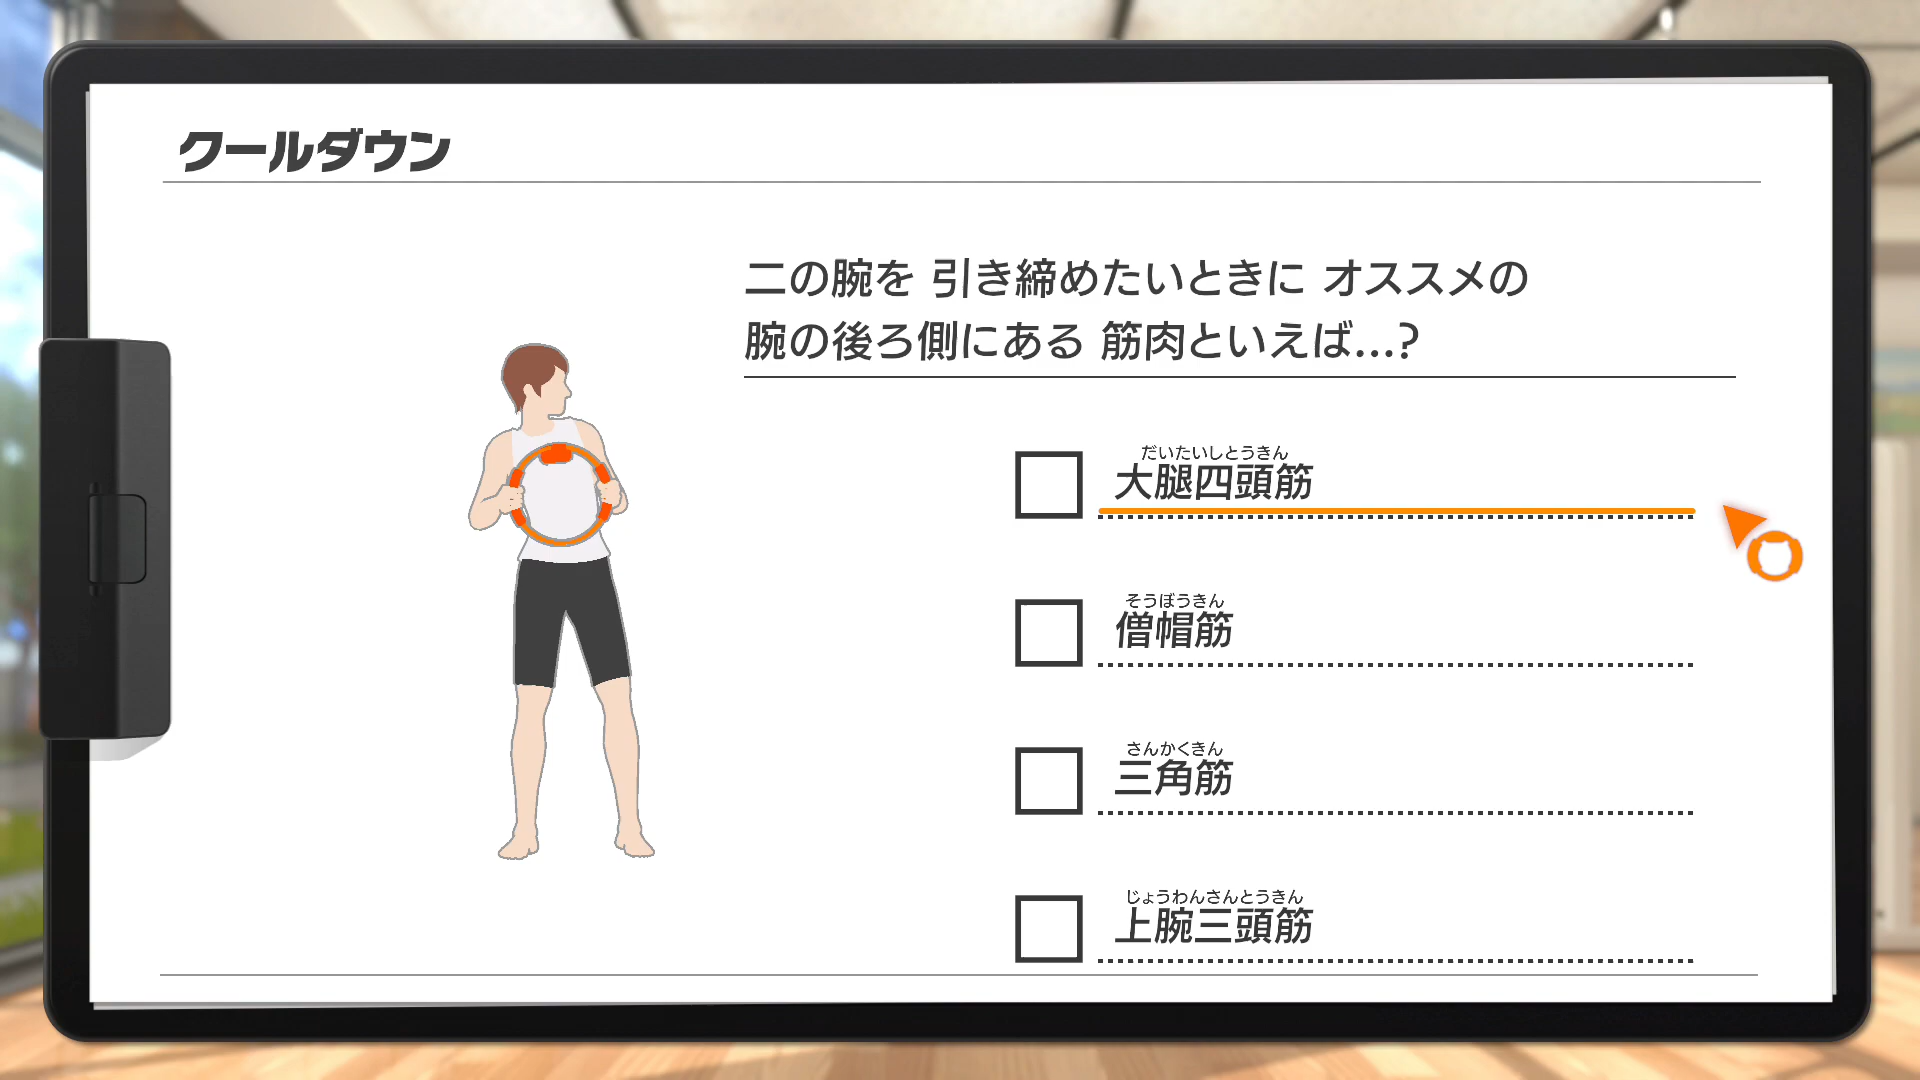 クールダウン
二の腕を 引き締めたいときに オススメの
腕の後ろ側にある 筋肉といえば…?
だいたいしとうきん
大腿四頭筋
そうぼうきん
僧帽筋
さんかくきん
三角筋
じょうわんさんとうきん
上腕三頭筋